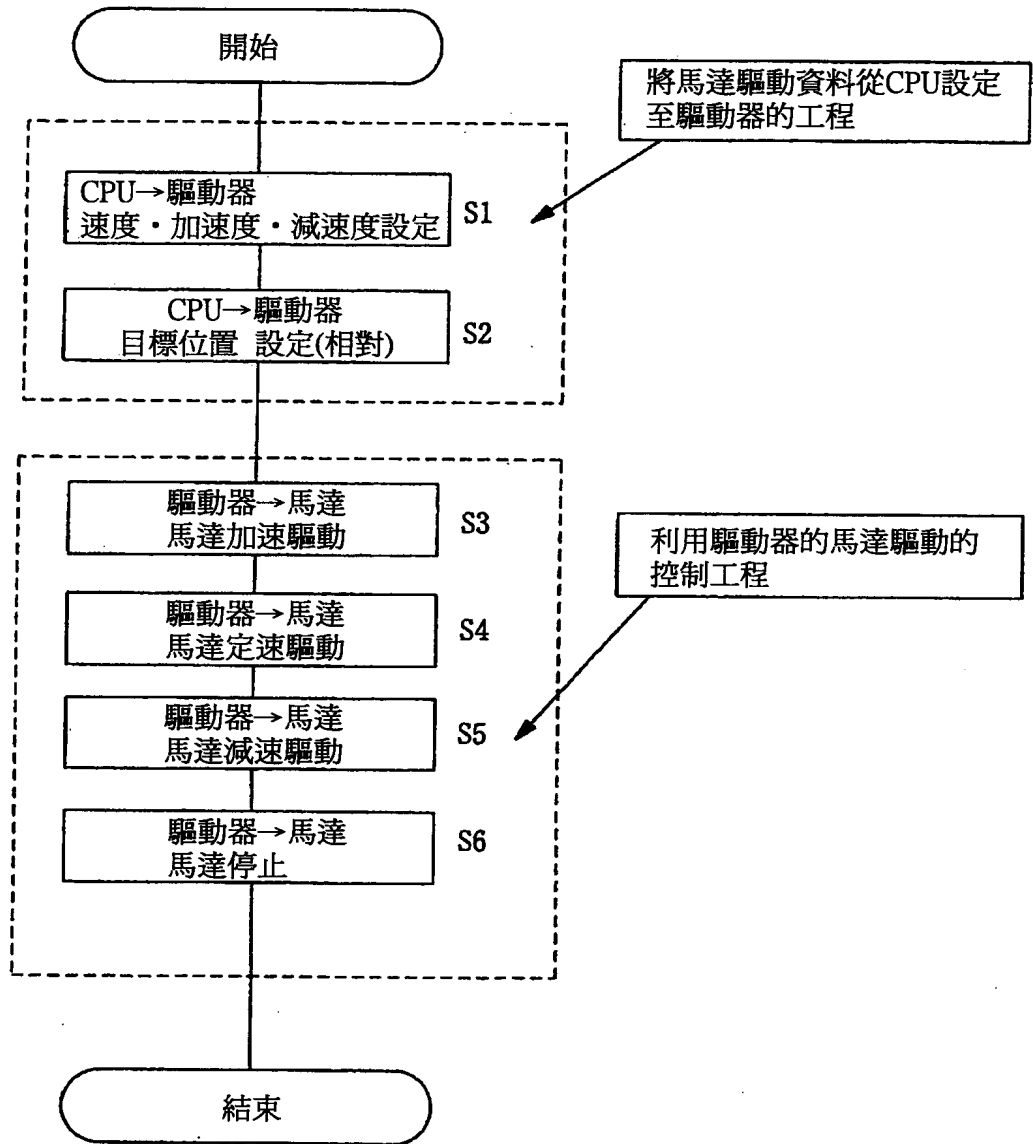 開始
將馬達驅動資料從CPU設定
至驅動器的工程
CPU→驅動器
速度・加速度・減速度設定
S1
CPU→驅動器
目標位置 設定(相對)
S2
驅動器→馬達
馬達加速驅動
S3
利用驅動器的馬達驅動的
控制工程
驅動器→馬達
馬達定速驅動
S4
驅動器→馬達
馬達減速驅動
S5
驅動器→馬達
馬達停止
S6
結束